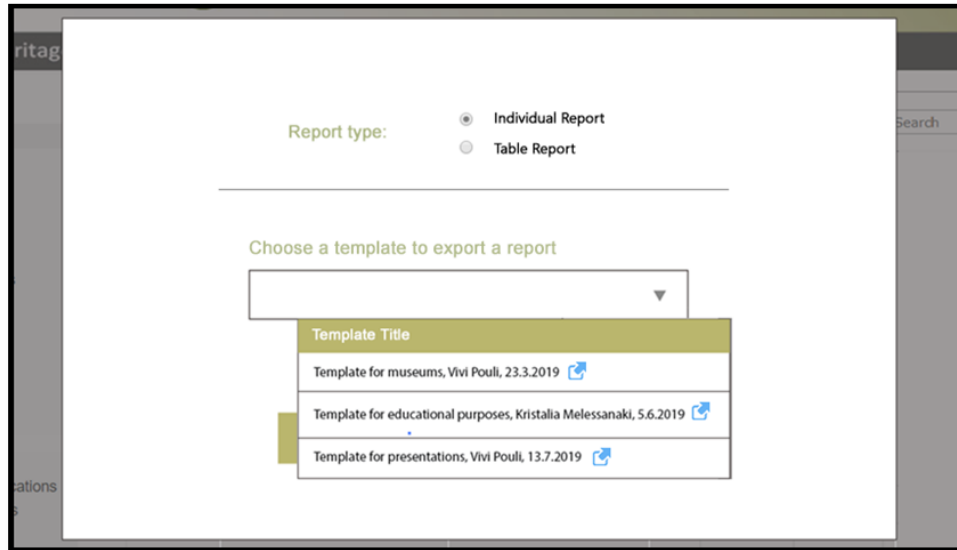 Individual Report
Report type:
Table Report
Search
Choose a template to export a report
Template Title
Template for museums, Vivi Pouli, 23.3.2019
Template for educational purposes, Kristalia Melessanaki, 5.6.2019
Template for presentations, Vivi Pouli, 13.7.2019